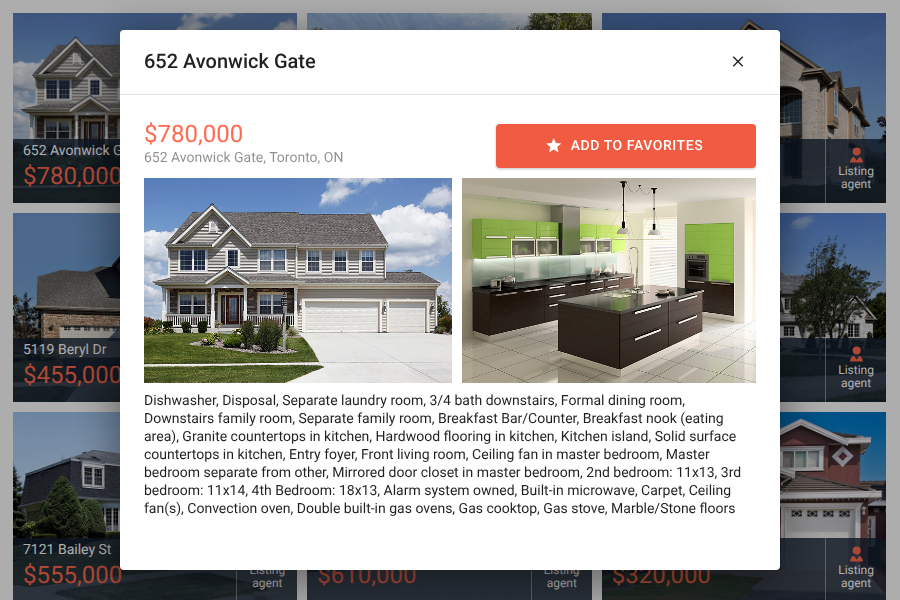 652 Avonwick Gate
$780,000
652 Avonwick Gate, Toronto, ON
ADD TO FAVORITES
Dishwasher, Disposal, Separate laundry room, 3/4 bath downstairs, Formal dining room,
Downstairs family room, Separate family room, Breakfast Bar/Counter, Breakfast nook (eating
area), Granite countertops in kitchen, Hardwood flooring in kitchen, Kitchen island, Solid surface
countertops in kitchen, Entry foyer, Front living room, Ceiling fan in master bedroom, Master
bedroom separate from other, Mirrored door closet in master bedroom, 2nd bedroom: 11x13, 3rd
bedroom: 11x14, 4th Bedroom: 18x13, Alarm system owned, Built-in microwave, Carpet, Ceiling
fan(s), Convection oven, Double built-in gas ovens, Gas cooktop, Gas stove, Marble/Stone floors
652 Avonwick G
$780,000
Listing
agent
5119 Beryl Dr
$455,000
Listing
agent
7121 Bailey St
$555,000
Listing
agent
$610,000
Listing
agent
$320,000
Listing
agent